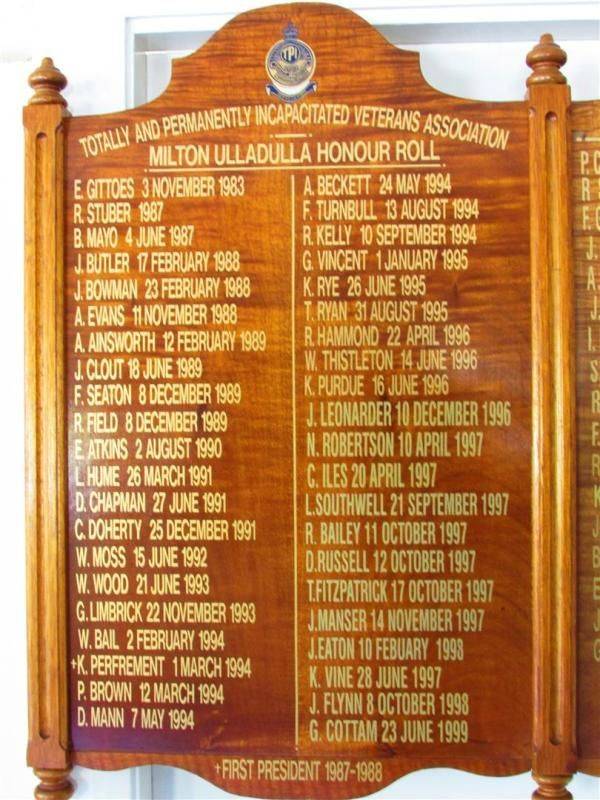 TPI
TOTALLY AND PERMANENTLY INCAPACITATED VETERANS ASSOCIATION
MILTON ULLADULLA HONOUR ROLL
E. GITTOES 3 NOVEMBER 1983
R. STUBER 1987
B. MAYO 4 JUNE 1987
J. BUTLER 17 FEBRUARY 1988
J. BOWMAN 23 FEBRUARY 1988
A. EVANS 11 NOVEMBER 1988
A. AINSWORTH 12 FEBRUARY 1989
J. CLOUT 18 JUNE 1989
F. SEATON 8 DECEMBER 1989
R. FIELD 8 DECEMBER 1989
E. ATKINS 2 AUGUST 1990
L. HUME 26 MARCH 1991
D. CHAPMAN 27 JUNE 1991
C. DOHERTY 25 DECEMBER 1991
W. MOSS 15 JUNE 1992
W. WOOD 21 JUNE 1993
G. LIMBRICK 22 NOVEMBER 1993
W. BAIL 2 FEBRUARY 1994
+K. PERFREMENT 1 MARCH 1994
P. BROWN 12 MARCH 1994
D. MANN 7 MAY 1994
A. BECKETT 24 MAY 1994
F. TURNBULL 13 AUGUST 1994
R. KELLY 10 SEPTEMBER 1994
G. VINCENT 1 JANUARY 1995
K. RYE 26 JUNE 1995
T. RYAN 31 AUGUST 1995
R. HAMMOND 22 APRIL 1996
W. THISTLETON 14 JUNE 1996
K. PURDUE 16 JUNE 1996
J. LEONARDER 10 DECEMBER 1996
N. ROBERTSON 10 APRIL 1997
C. ILES 20 APRIL 1997
L.SOUTHWELL 21 SEPTEMBER 1997
R. BAILEY 11 OCTOBER 1997
D.RUSSELL 12 OCTOBER 1997
T.FITZPATRICK 17 OCTOBER 1997
J.MANSER 14 NOVEMBER 1997
J.EATON 10 FEBUARY 1998
K. VINE 28 JUNE 1997
J. FLYNN 8 OCTOBER 1998
G. COTTAM 23 JUNE 1999
+FIRST PRESIDENT 1987-1988